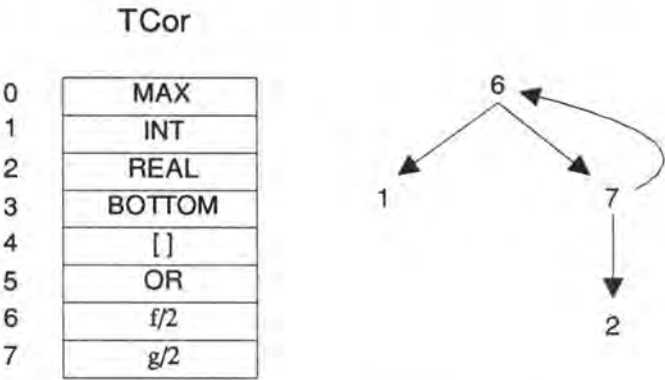 TCor
0 MAX 6
1 INT
2 REAL 1 7
3 BOTTOM
4 [ ]
5 OR
6 f/2 2
7 g/2